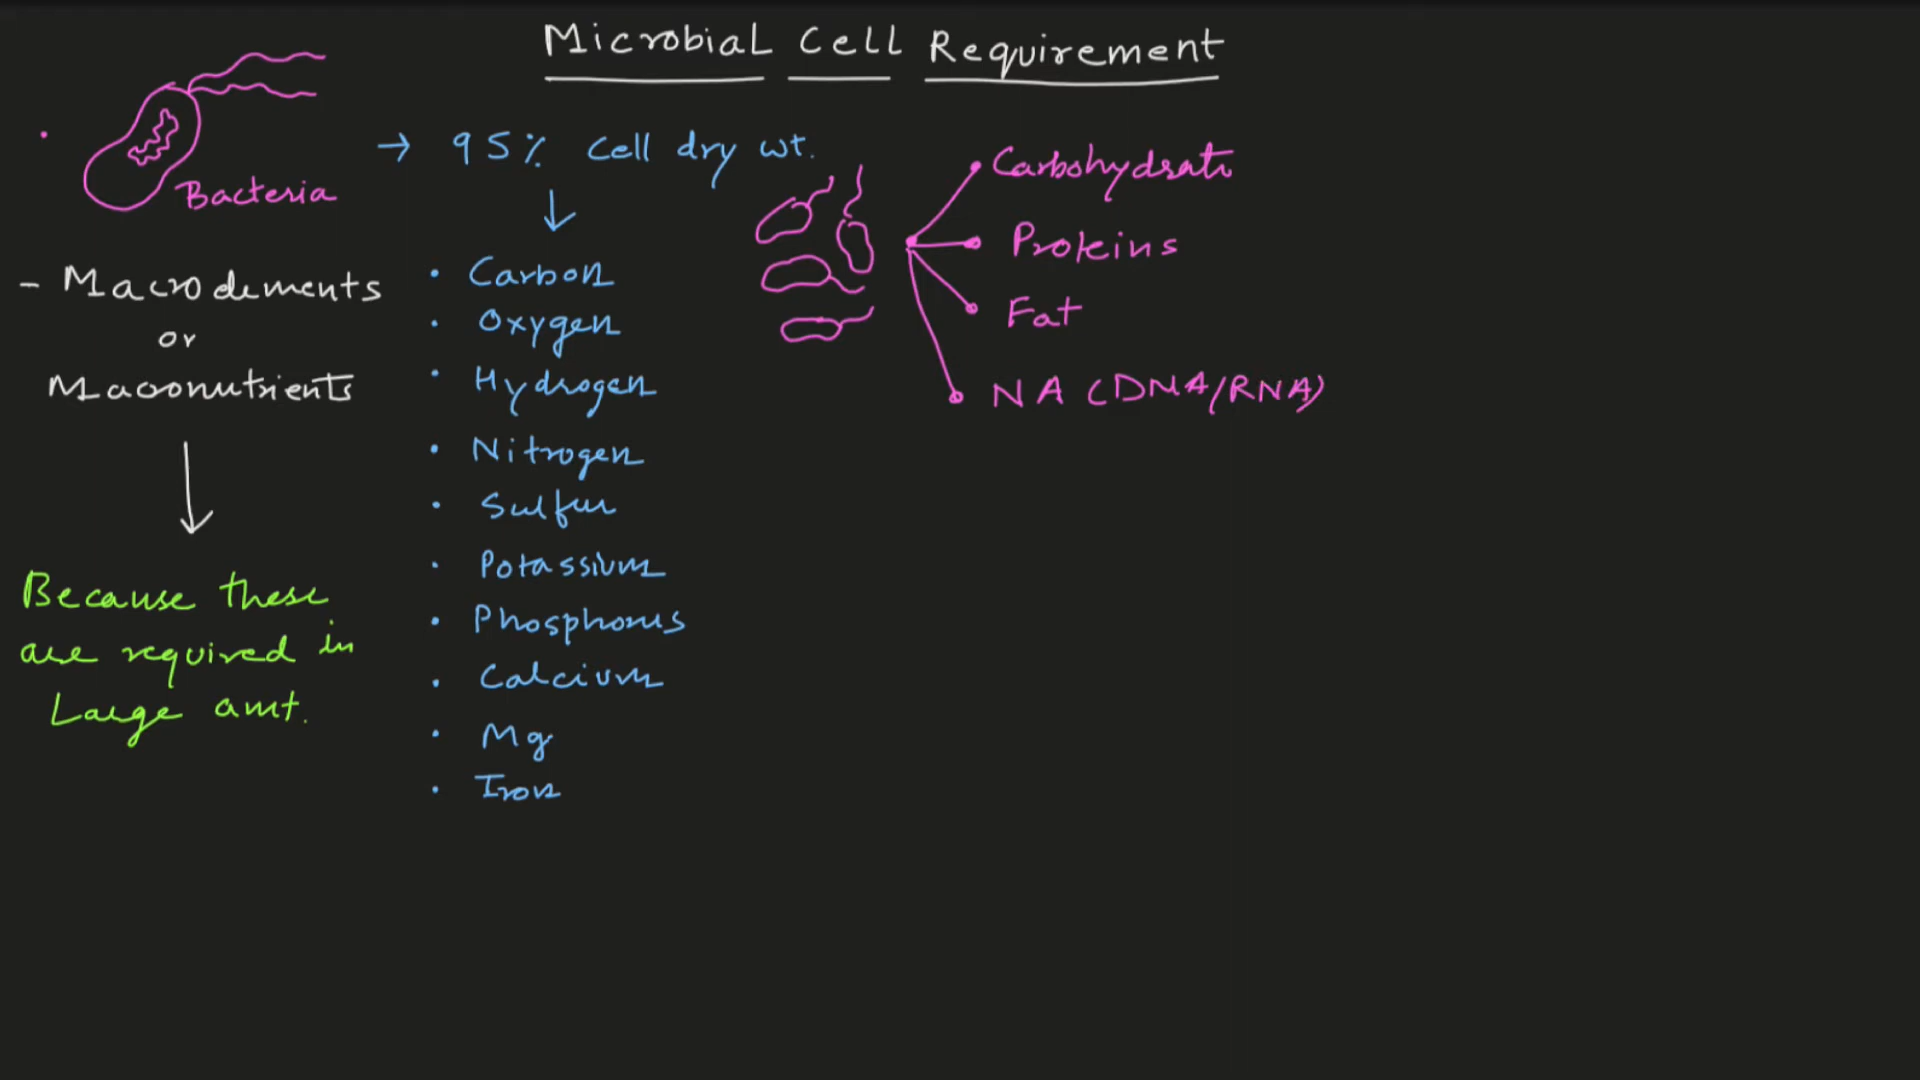 Microbial Cell Requirement
Bacteria
- Macroelements
or
Macronutrients
Because these
are required in
Large amt.
→ 95% Cell dry wt.
• Carbon
• Oxygen
• Hydrogen
• Nitrogen
• Sulfur
• Potassium
• Phosphorus
• Calcium
• Mg
• Iron
Carbohydrate
Proteins
Fat
NA (DNA/RNA)